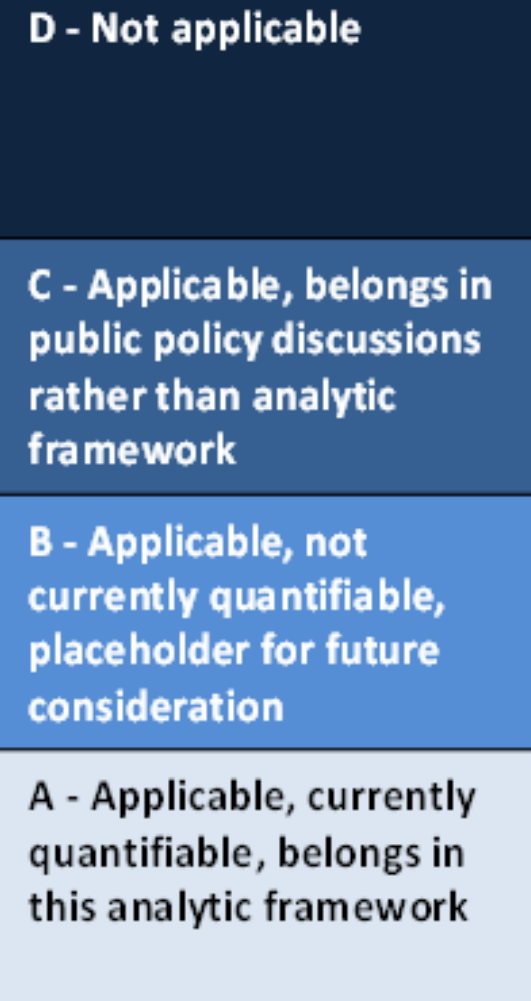 D - Not applicable
C - Applicable, belongs in
public policy discussions
rather than analytic
framework
B - Applicable, not
currently quantifiable,
placeholder for future
consideration
A - Applicable, currently
quantifiable, belongs in
this analytic framework